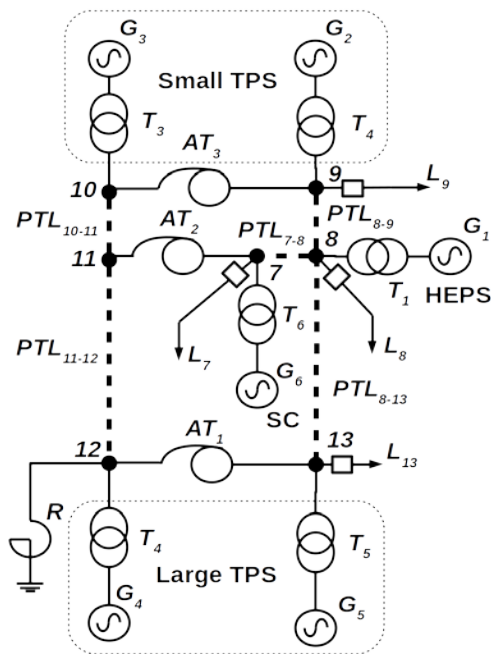 G3 G2
Small TPS
T3 T4
AT3
10 9 L9
PTL10-11 AT2 PTL7-8 PTL8-9
11 7 8 G1
T1 HEPS
T6
PTL11-12 L7 G6 L8
SC PTL8-13
AT1
12 13 L13
R
T4 Large TPS T5
G4 G5